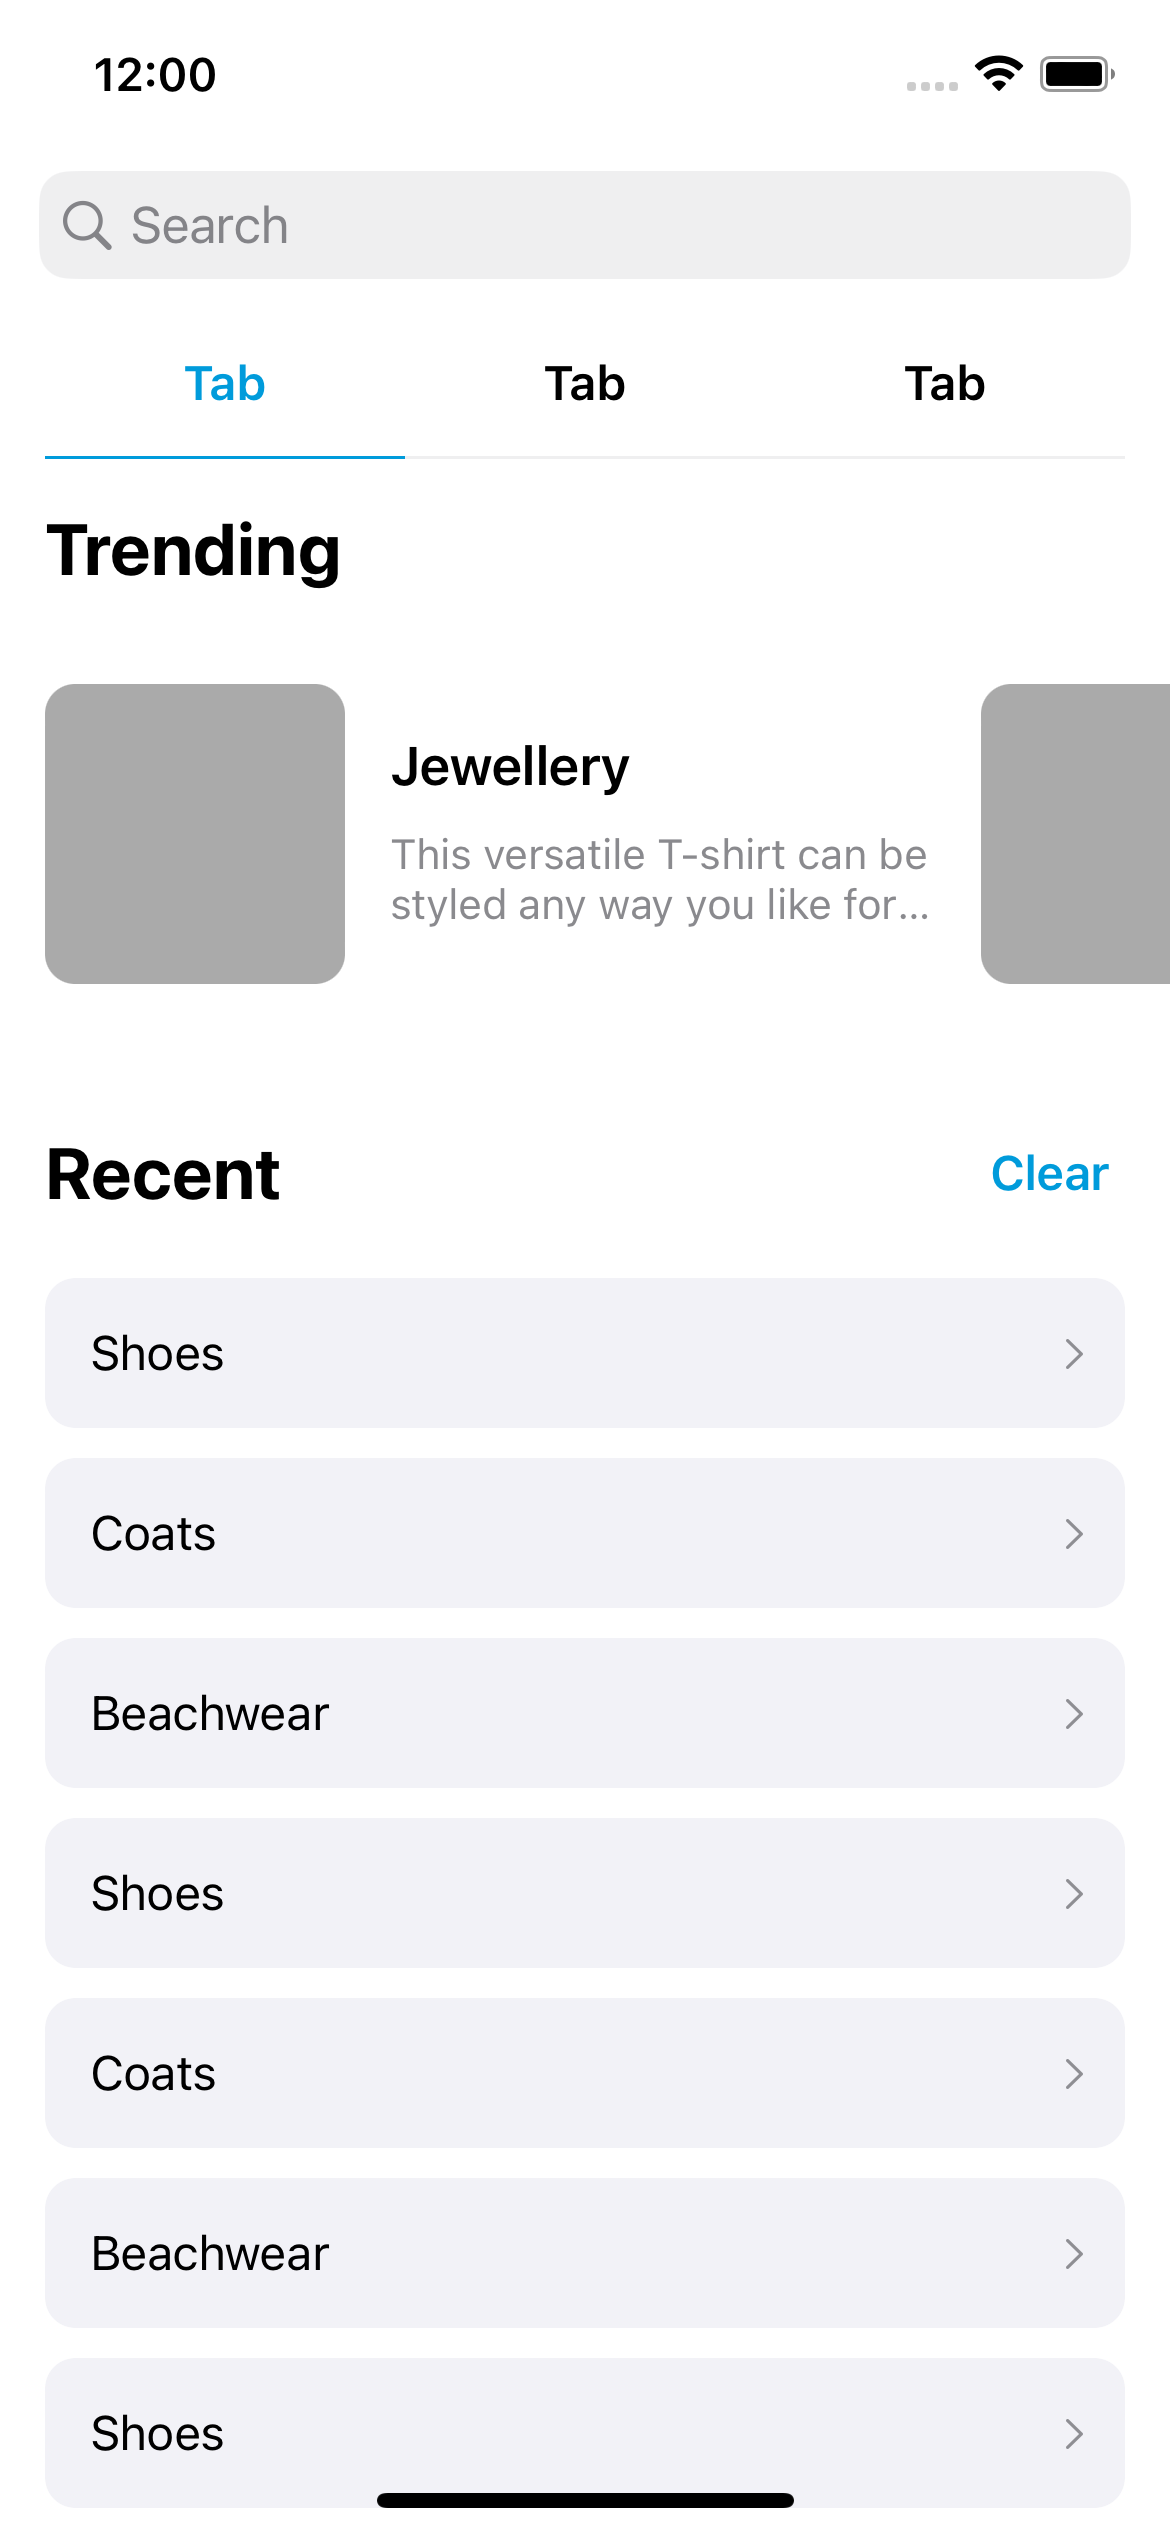 12:00
Search
Tab Tab Tab
Trending
Jewellery
This versatile T-shirt can be
styled any way you like for...
Recent Clear
Shoes
Coats
Beachwear
Shoes
Coats
Beachwear
Shoes